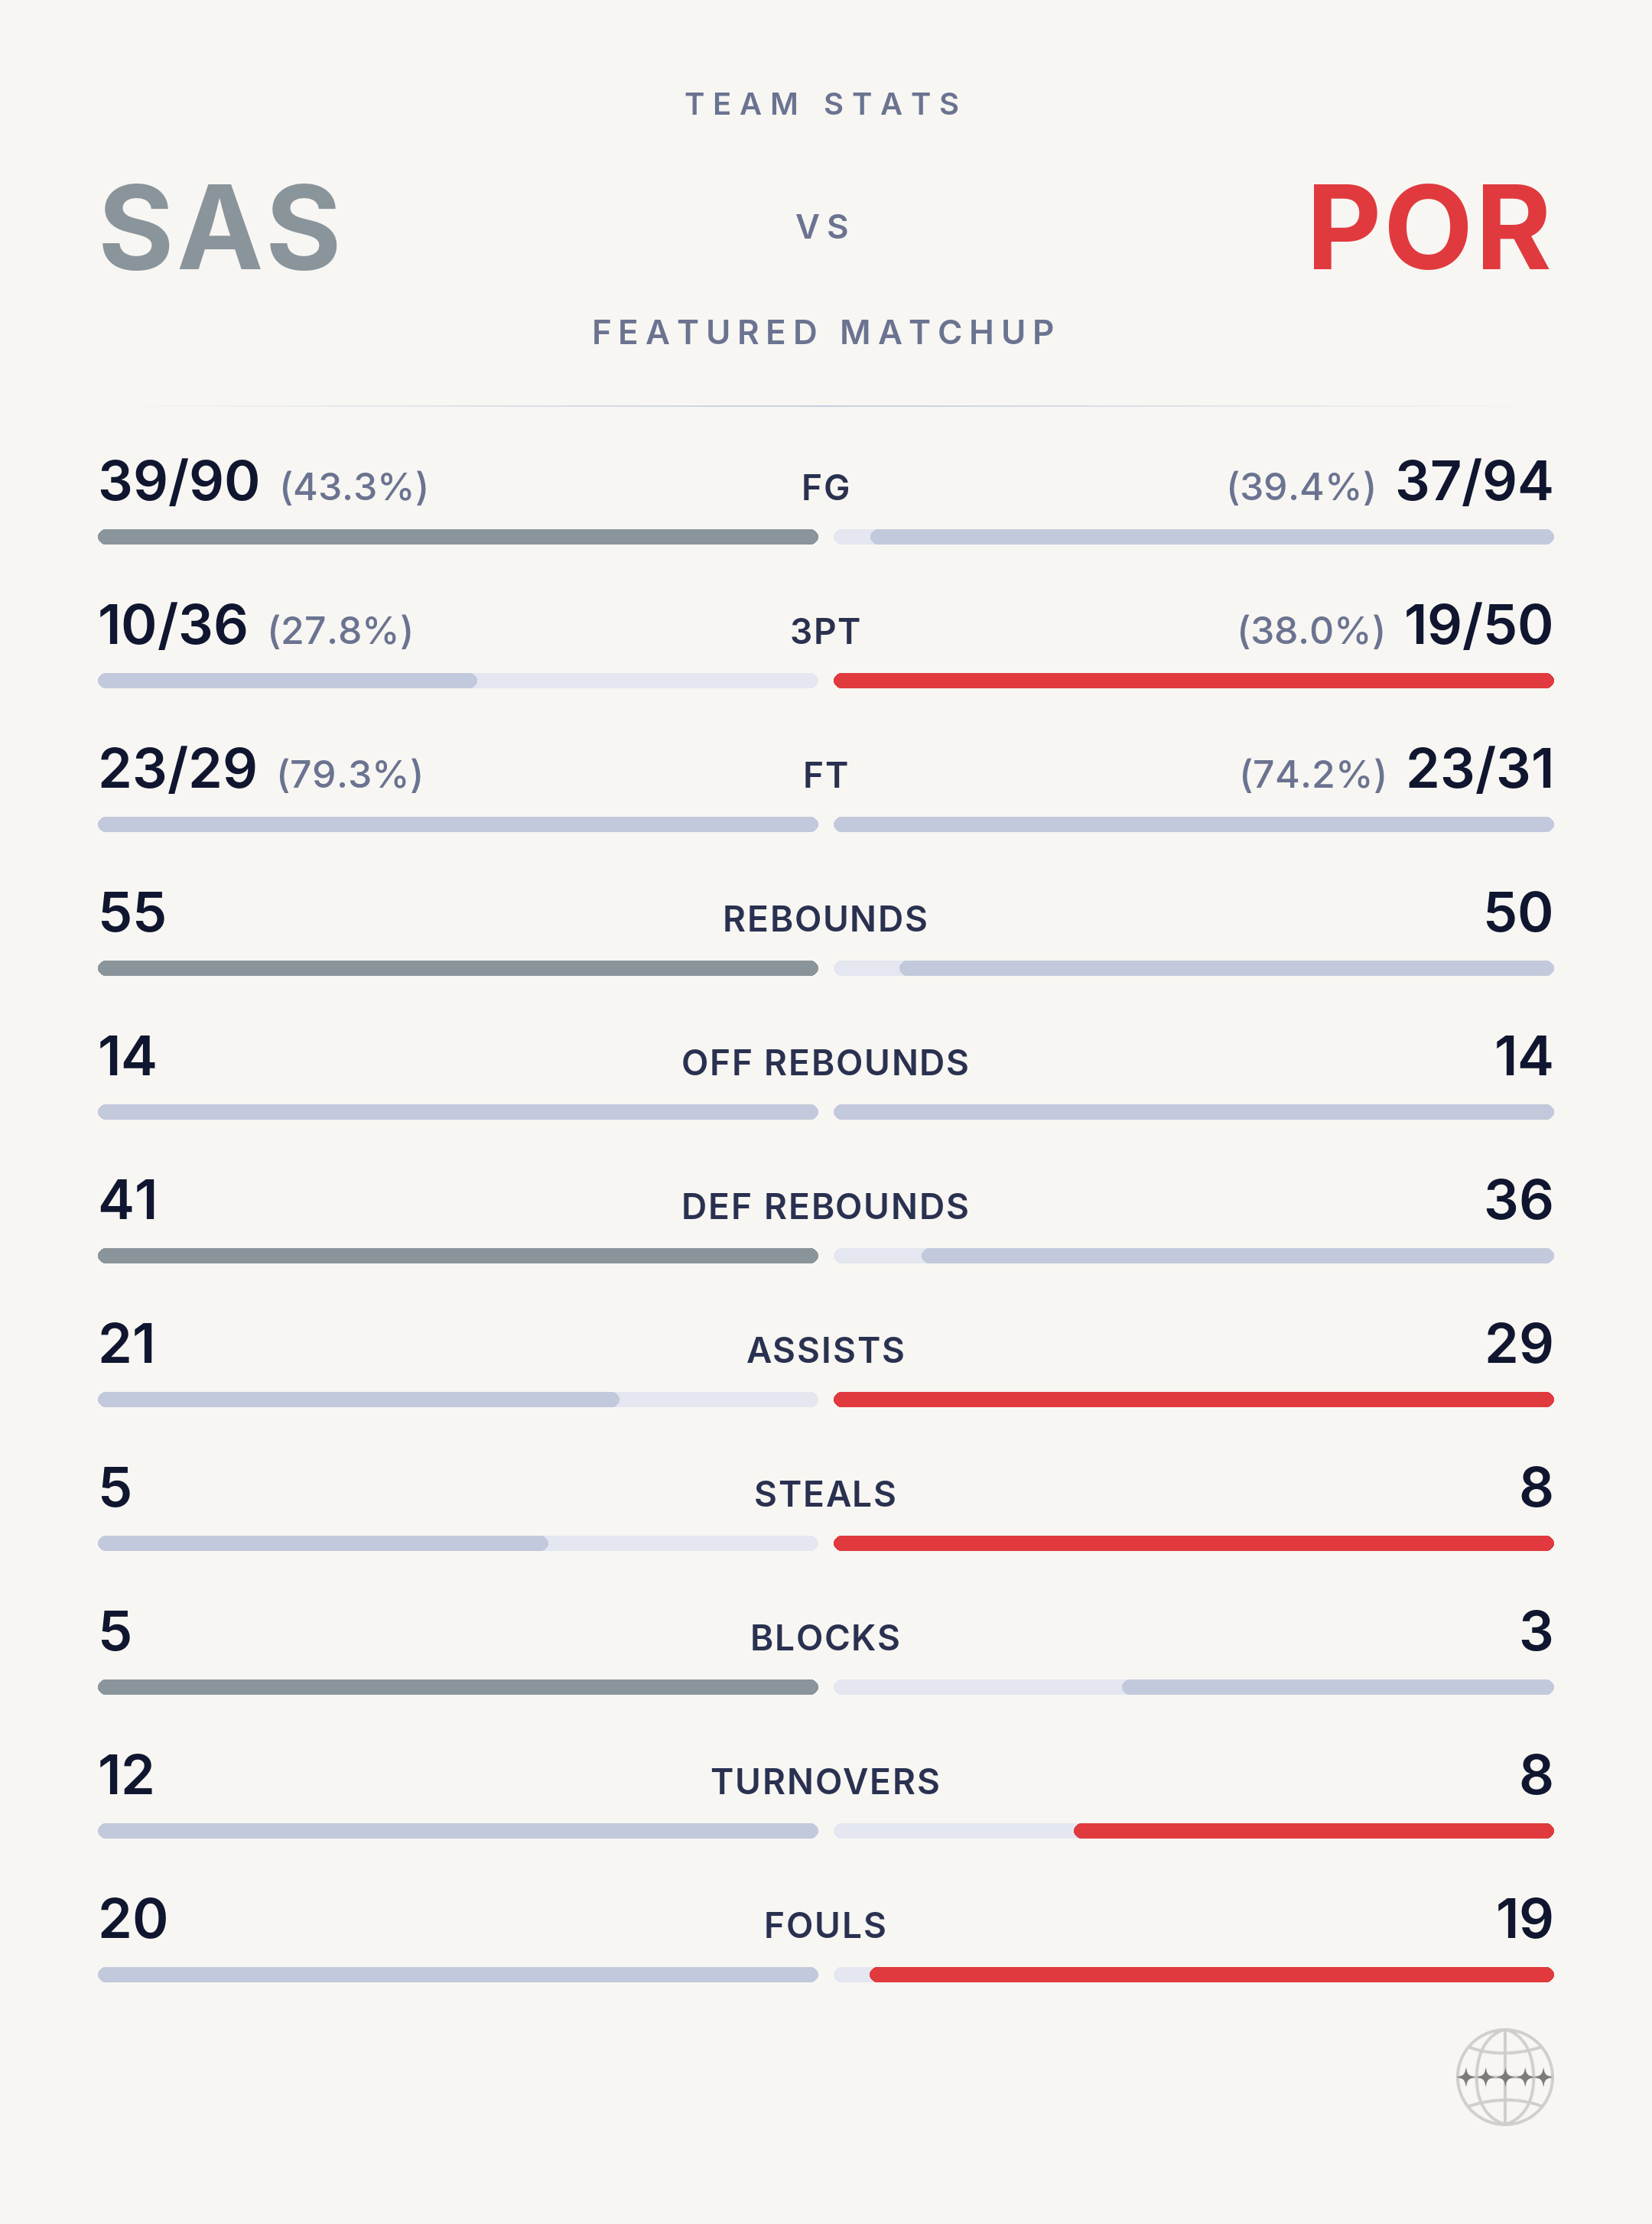 TEAM STATS
SAS VS POR
FEATURED MATCHUP
39/90 (43.3%) FG (39.4%) 37/94
10/36 (27.8%) 3PT (38.0%) 19/50
23/29 (79.3%) FT (74.2%) 23/31
55 REBOUNDS 50
14 OFF REBOUNDS 14
41 DEF REBOUNDS 36
21 ASSISTS 29
5 STEALS 8
5 BLOCKS 3
12 TURNOVERS 8
20 FOULS 19